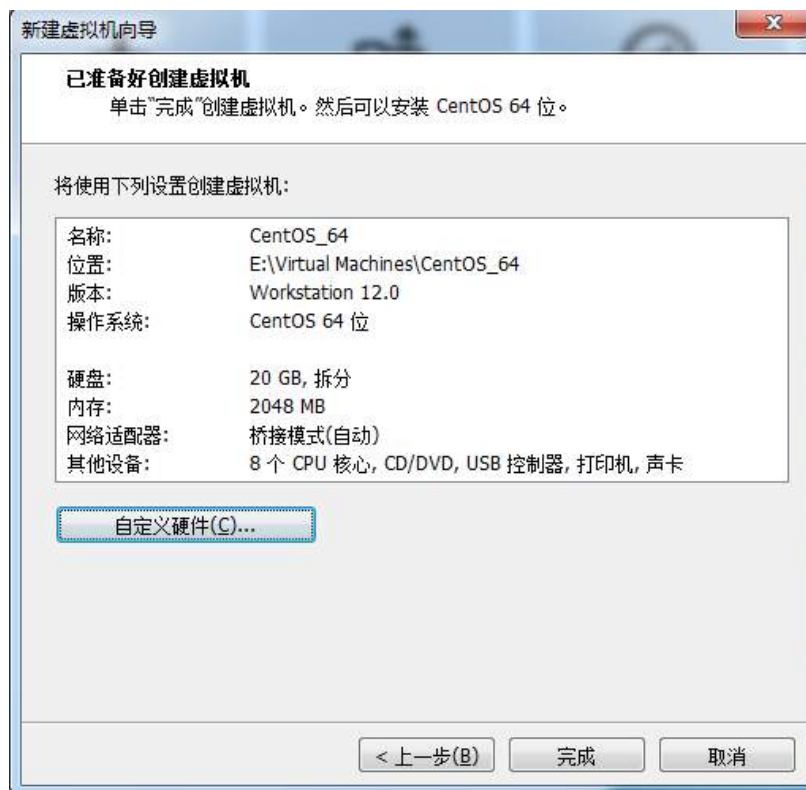 新建虚拟机向导
已准备好创建虚拟机
单击"完成"创建虚拟机。然后可以安装 CentOS 64 位。
将使用下列设置创建虚拟机:
名称: CentOS_64
位置: E:\Virtual Machines\CentOS_64
版本: Workstation 12.0
操作系统: CentOS 64 位
硬盘: 20 GB, 拆分
内存: 2048 MB
网络适配器: 桥接模式(自动)
其他设备: 8 个 CPU 核心, CD/DVD, USB 控制器, 打印机, 声卡
自定义硬件(C)...
< 上一步(B) 完成 取消